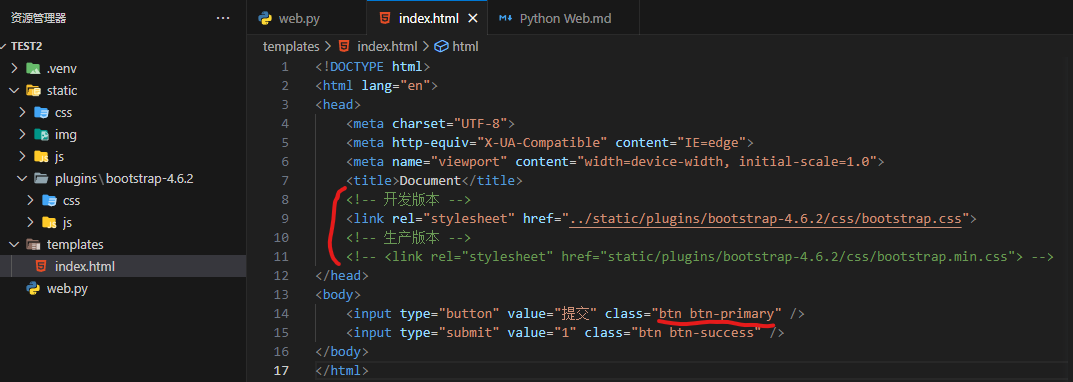 资源管理器 ···
TEST2
.venv
static
css
img
js
plugins\bootstrap-4.6.2
css
js
templates
index.html
web.py
web.py index.html Python Web.md
templates > index.html > html
1 <!DOCTYPE html>
2 <html lang="en">
3 <head>
4 <meta charset="UTF-8">
5 <meta http-equiv="X-UA-Compatible" content="IE=edge">
6 <meta name="viewport" content="width=device-width, initial-scale=1.0">
7 <title>Document</title>
8 <!-- 开发版本 -->
9 <link rel="stylesheet" href="../static/plugins/bootstrap-4.6.2/css/bootstrap.css">
10 <!-- 生产版本 -->
11 <!-- <link rel="stylesheet" href="static/plugins/bootstrap-4.6.2/css/bootstrap.min.css"> -->
12 </head>
13 <body>
14 <input type="button" value="提交" class="btn btn-primary" />
15 <input type="submit" value="1" class="btn btn-success" />
16 </body>
17 </html>